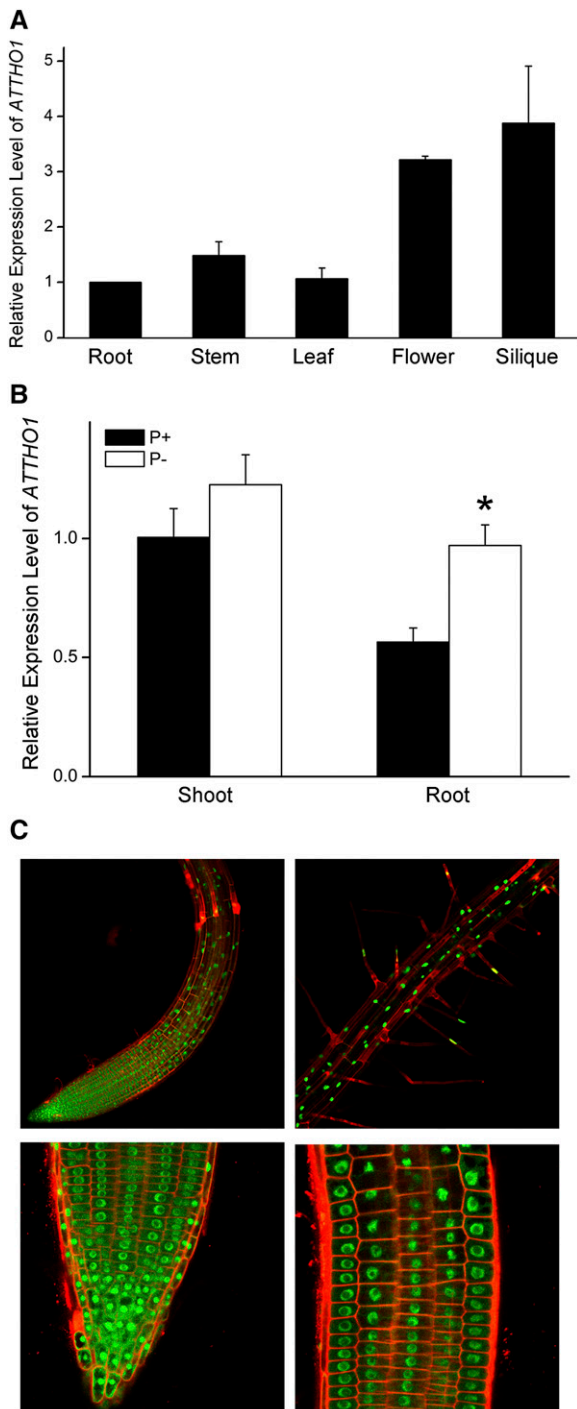 A
Relative Expression Level of ATTHO1
5
4
3
2
1
0
Root Stem Leaf Flower Silique
B
Relative Expression Level of ATTHO1
P+
P-
*
1.0
0.5
0.0
Shoot Root
C